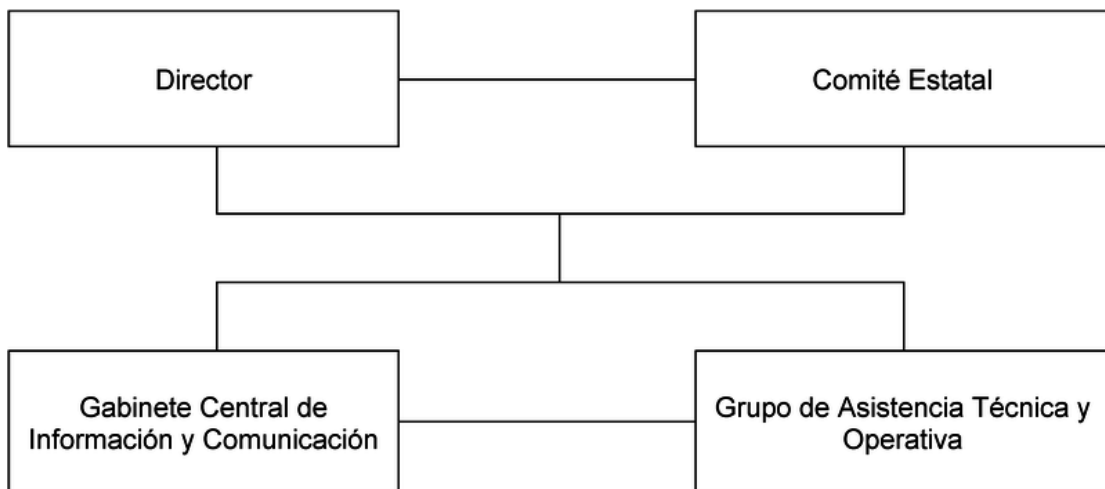 Director
Comité Estatal
Gabinete Central de
Información y Comunicación
Grupo de Asistencia Técnica y
Operativa